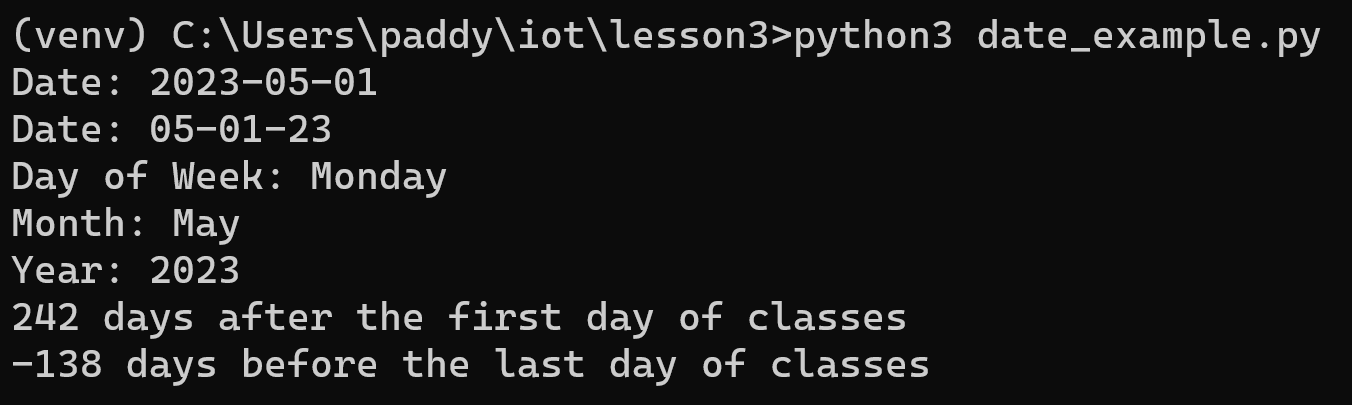 (venv) C:\Users\paddy\iot\lesson3>python3 date_example.py
Date: 2023-05-01
Date: 05-01-23
Day of Week: Monday
Month: May
Year: 2023
242 days after the first day of classes
-138 days before the last day of classes